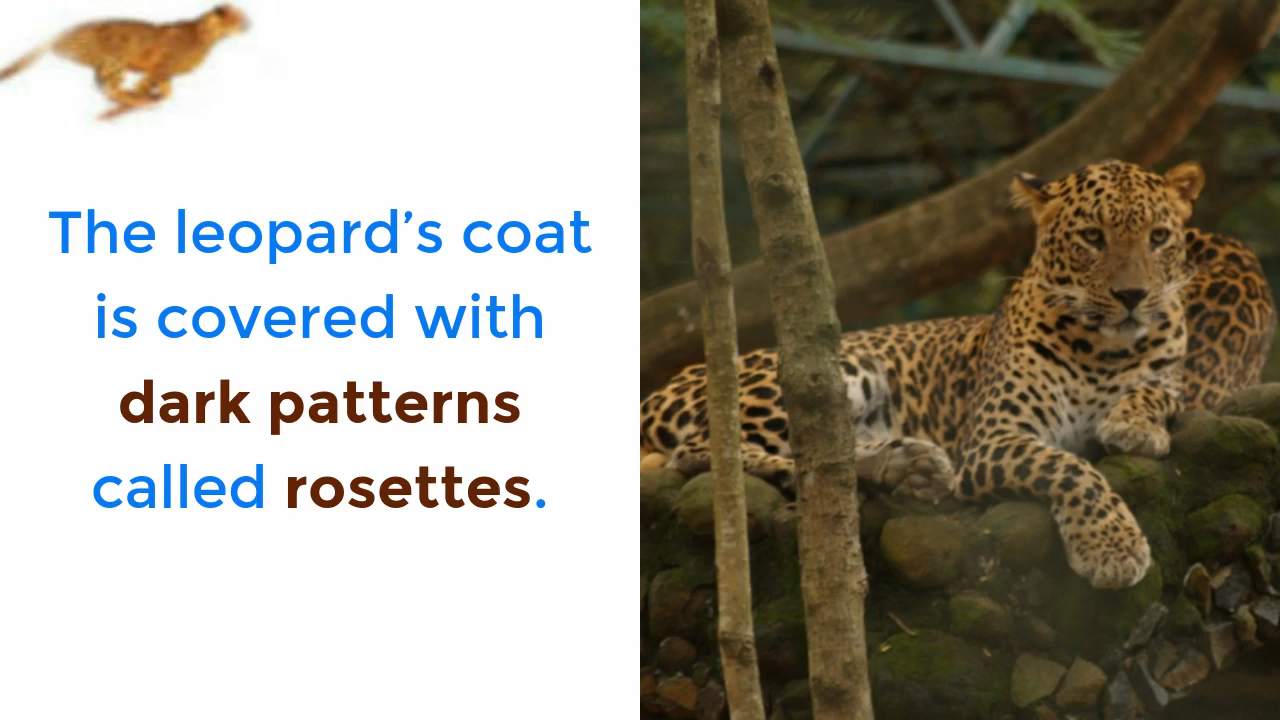 The leopard’s coat
is covered with
dark patterns
called rosettes.